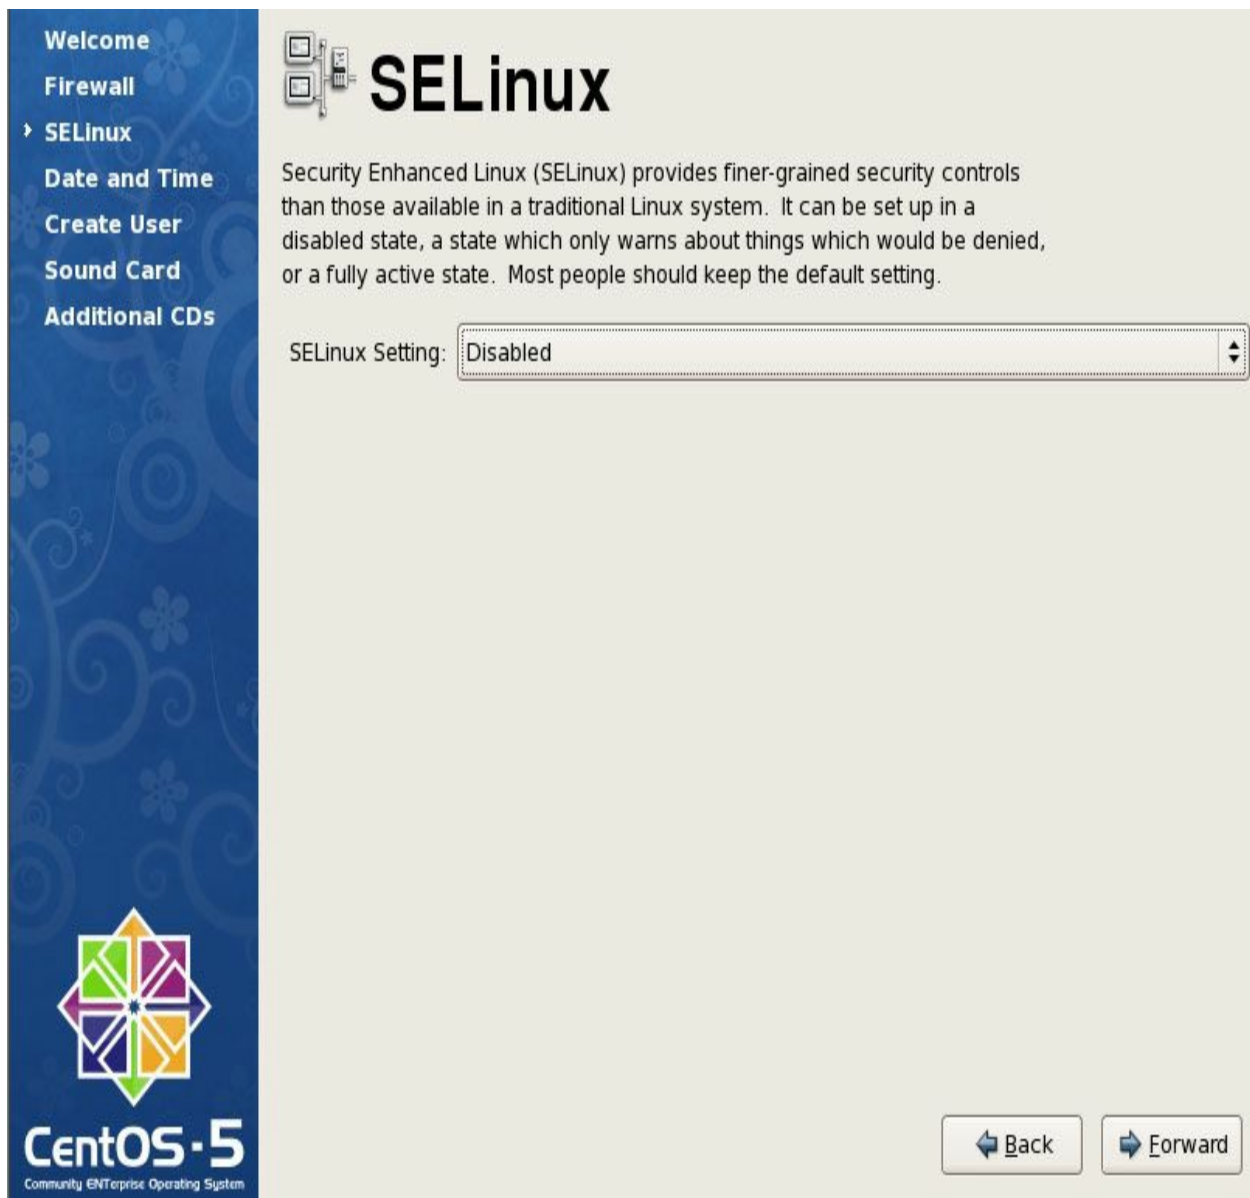 Welcome
Firewall
SELinux
Date and Time
Create User
Sound Card
Additional CDs
SELinux
Security Enhanced Linux (SELinux) provides finer-grained security controls
than those available in a traditional Linux system. It can be set up in a
disabled state, a state which only warns about things which would be denied,
or a fully active state. Most people should keep the default setting.
SELinux Setting: Disabled
Back
Forward
CentOS·5
Community ENTerprise Operating System